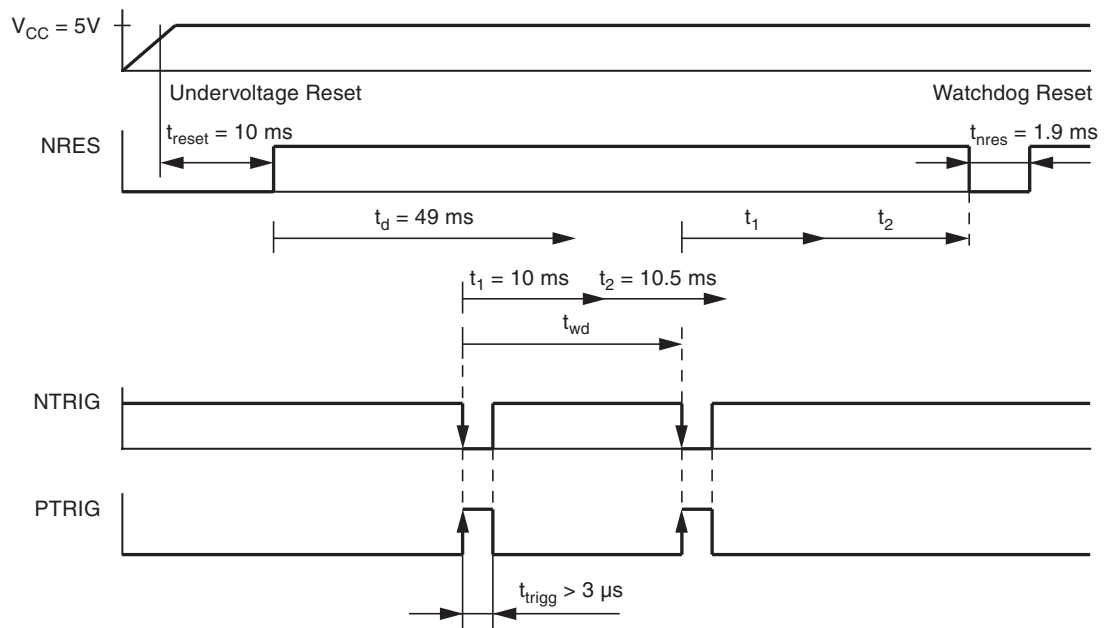 V_CC = 5V
Undervoltage Reset
Watchdog Reset
t_reset = 10 ms
t_nres = 1.9 ms
NRES
t_d = 49 ms
t_1
t_2
t_1 = 10 ms
t_2 = 10.5 ms
t_wd
NTRIG
PTRIG
t_trigg > 3 µs